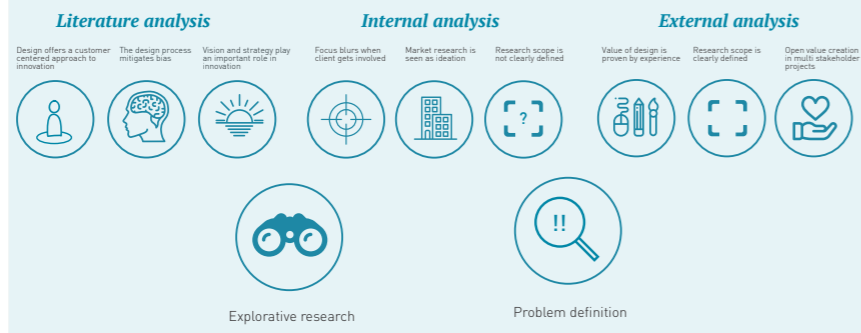 Literature analysis
Internal analysis
External analysis
Design offers a customer
centered approach to
innovation
The design process
mitigates bias
Vision and strategy play
an important role in
innovation
Focus blurs when
client gets involved
Market research is
seen as ideation
Research scope is
not clearly defined
Value of design is
proven by experience
Research scope is
clearly defined
Open value creation
in multi stakeholder
projects
?
!!
Explorative research
Problem definition